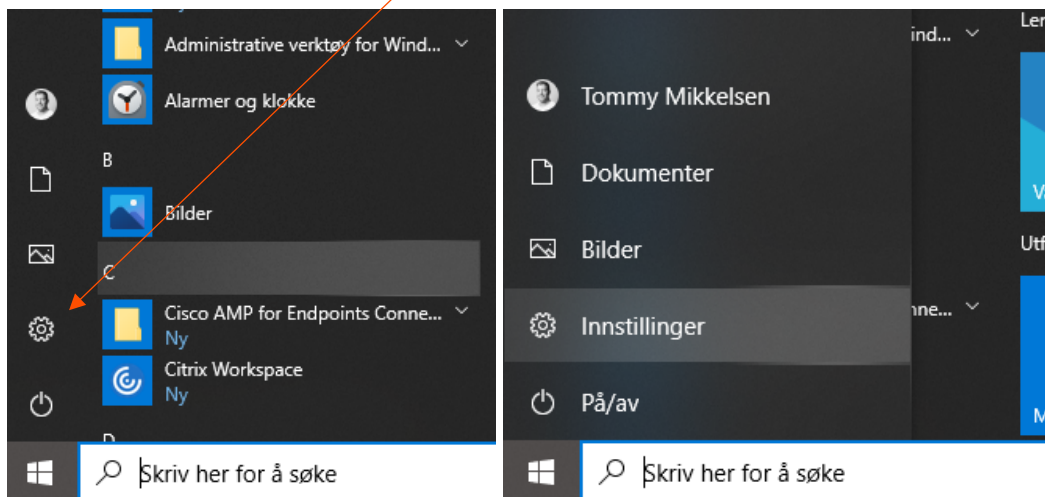 Administrative verktøy for Wind...
Alarmer og klokke
B
Bilder
C
Cisco AMP for Endpoints Conne...
Ny
Citrix Workspace
Ny
Skriv her for å søke
ind...
Tommy Mikkelsen
Dokumenter
Bilder
Innstillinger
nne...
På/av
Skriv her for å søke
Ler
V
Utf
M